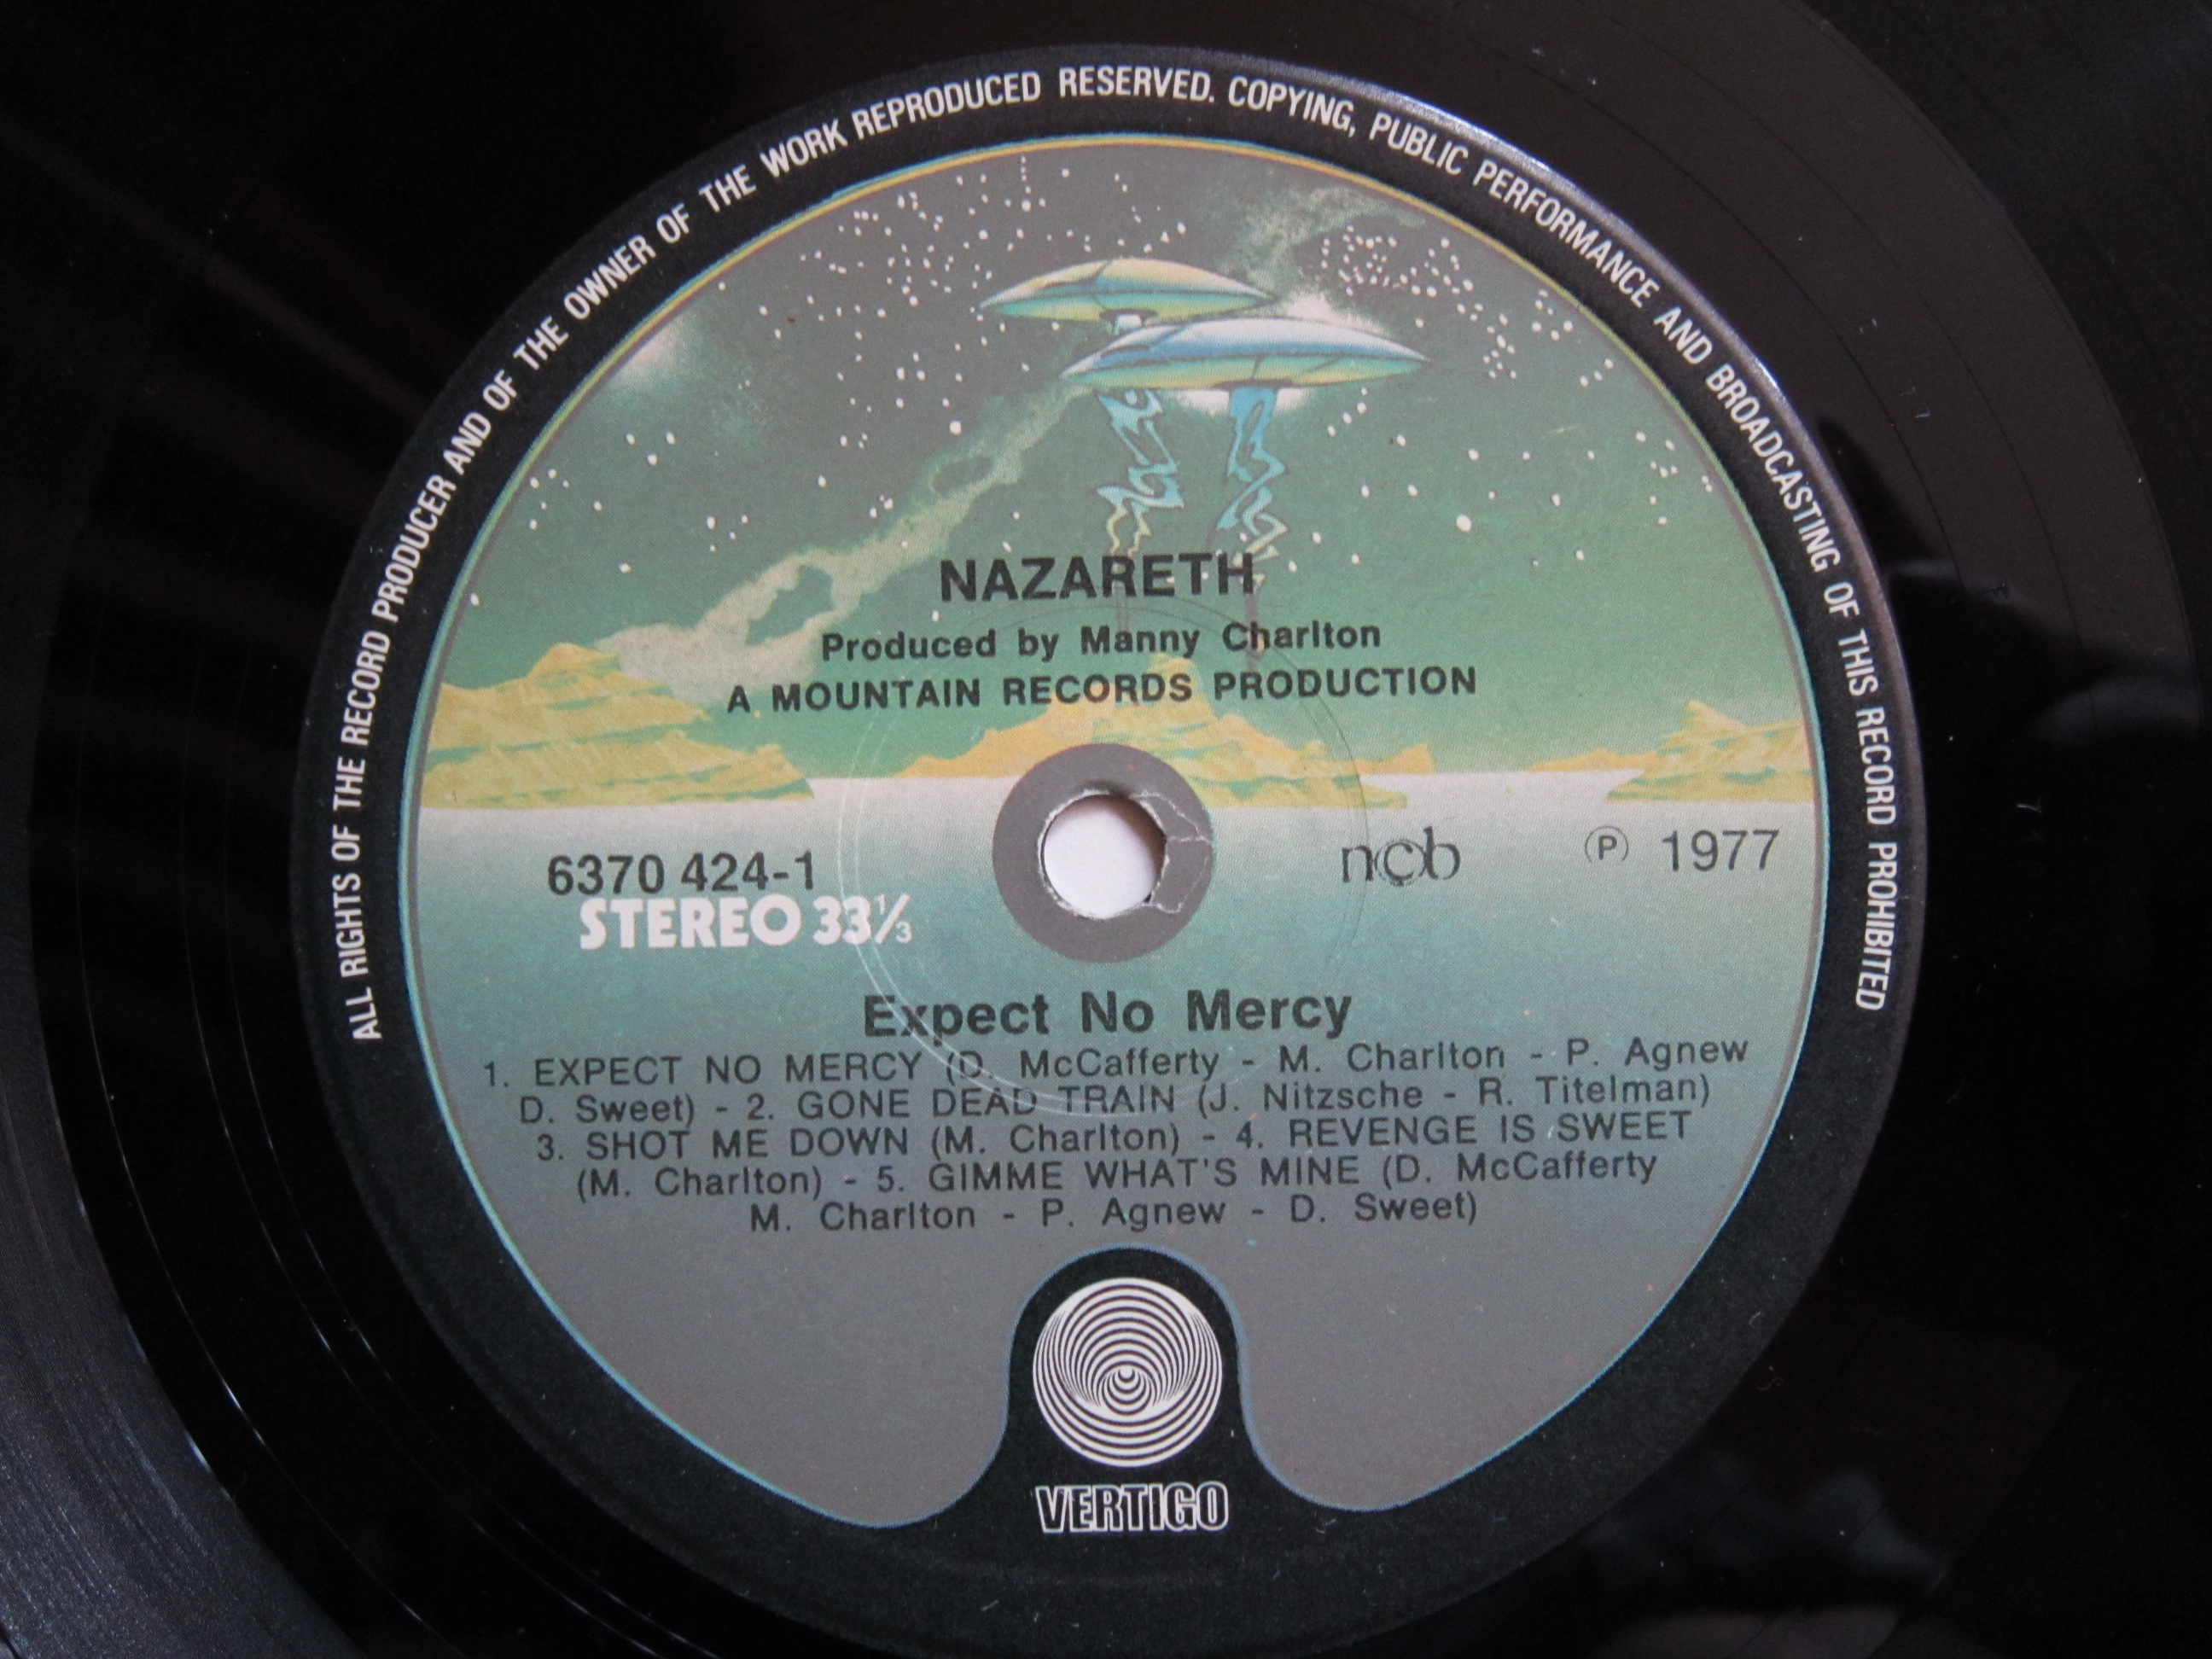 ALL RIGHTS OF THE RECORD PRODUCER AND OF THE OWNER OF THE WORK REPRODUCED RESERVED. COPYING, PUBLIC PERFORMANCE AND BROADCASTING OF THIS RECORD PROHIBITED
NAZARETH
Produced by Manny Charlton
A MOUNTAIN RECORDS PRODUCTION
6370 424-1
STEREO 33⅓
ncb
Ⓟ 1977
Expect No Mercy
1. EXPECT NO MERCY (D. McCafferty - M. Charlton - P. Agnew
D. Sweet) - 2. GONE DEAD TRAIN (J. Nitzsche - R. Titelman)
3. SHOT ME DOWN (M. Charlton) - 4. REVENGE IS SWEET
(M. Charlton) - 5. GIMME WHAT'S MINE (D. McCafferty
M. Charlton - P. Agnew - D. Sweet)
VERTIGO